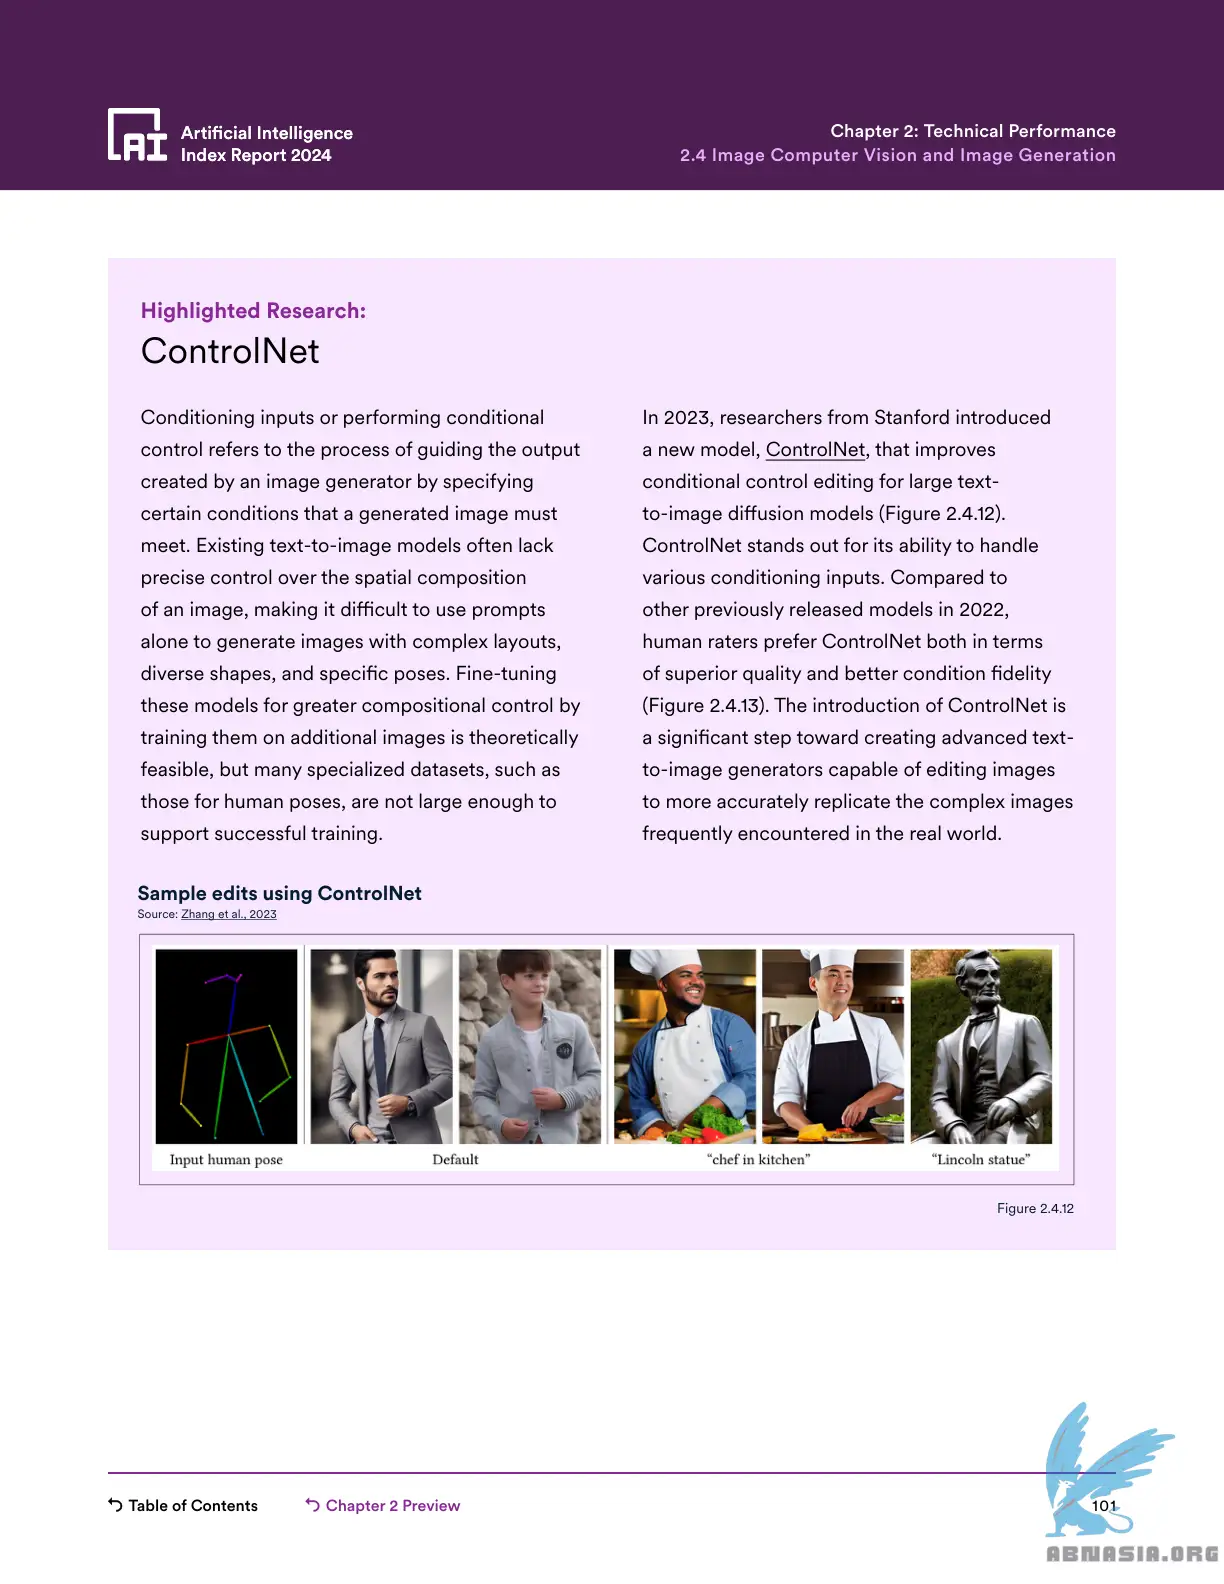 Artificial Intelligence
Index Report 2024
Chapter 2: Technical Performance
2.4 Image Computer Vision and Image Generation
Highlighted Research:
ControlNet
Conditioning inputs or performing conditional
control refers to the process of guiding the output
created by an image generator by specifying
certain conditions that a generated image must
meet. Existing text-to-image models often lack
precise control over the spatial composition
of an image, making it difficult to use prompts
alone to generate images with complex layouts,
diverse shapes, and specific poses. Fine-tuning
these models for greater compositional control by
training them on additional images is theoretically
feasible, but many specialized datasets, such as
those for human poses, are not large enough to
support successful training.
In 2023, researchers from Stanford introduced
a new model, ControlNet, that improves
conditional control editing for large text-
to-image diffusion models (Figure 2.4.12).
ControlNet stands out for its ability to handle
various conditioning inputs. Compared to
other previously released models in 2022,
human raters prefer ControlNet both in terms
of superior quality and better condition fidelity
(Figure 2.4.13). The introduction of ControlNet is
a significant step toward creating advanced text-
to-image generators capable of editing images
to more accurately replicate the complex images
frequently encountered in the real world.
Sample edits using ControlNet
Source: Zhang et al., 2023
Input human pose
Default
“chef in kitchen”
“Lincoln statue”
Figure 2.4.12
Table of Contents
Chapter 2 Preview
101
ABNASIA.ORG